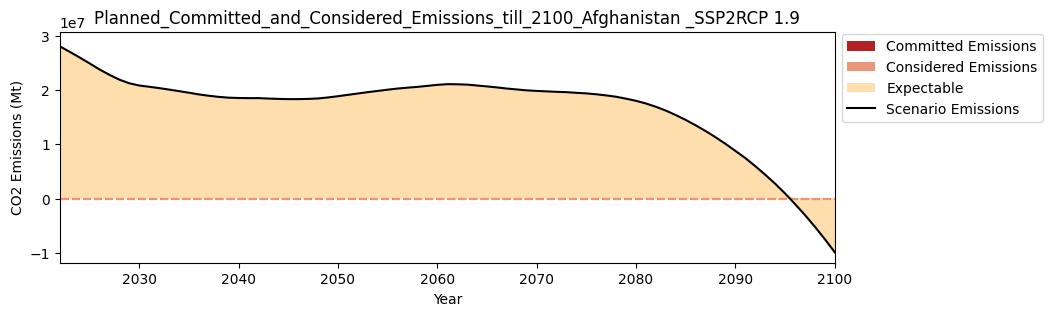 Planned_Committed_and_Considered_Emissions_till_2100_Afghanistan _SSP2RCP 1.9
1e7
3
2
1
0
−1
CO2 Emissions (Mt)
2030 2040 2050 2060 2070 2080 2090 2100
Year
Committed Emissions
Considered Emissions
Expectable
Scenario Emissions